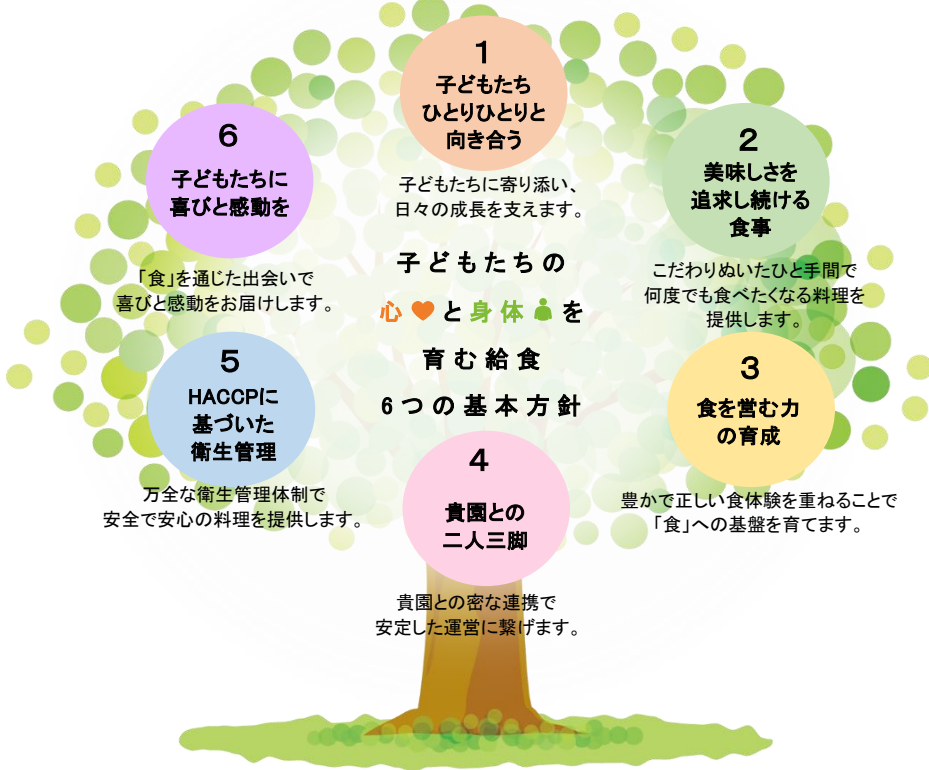 1
子どもたち
ひとりひとりと
向き合う
子どもたちに寄り添い、
日々の成長を支えます。
2
美味しさを
追求し続ける
食事
こだわりぬいたひと手間で
何度でも食べたくなる料理を
提供します。
3
食を営む力
の育成
豊かで正しい食体験を重ねることで
「食」への基盤を育てます。
4
貴園との
二人三脚
貴園との密な連携で
安定した運営に繋げます。
5
HACCPに
基づいた
衛生管理
万全な衛生管理体制で
安全で安心の料理を提供します。
6
子どもたちに
喜びと感動を
「食」を通じた出会いで
喜びと感動をお届けします。
子どもたちの
心と身体を
育む給食
6つの基本方針